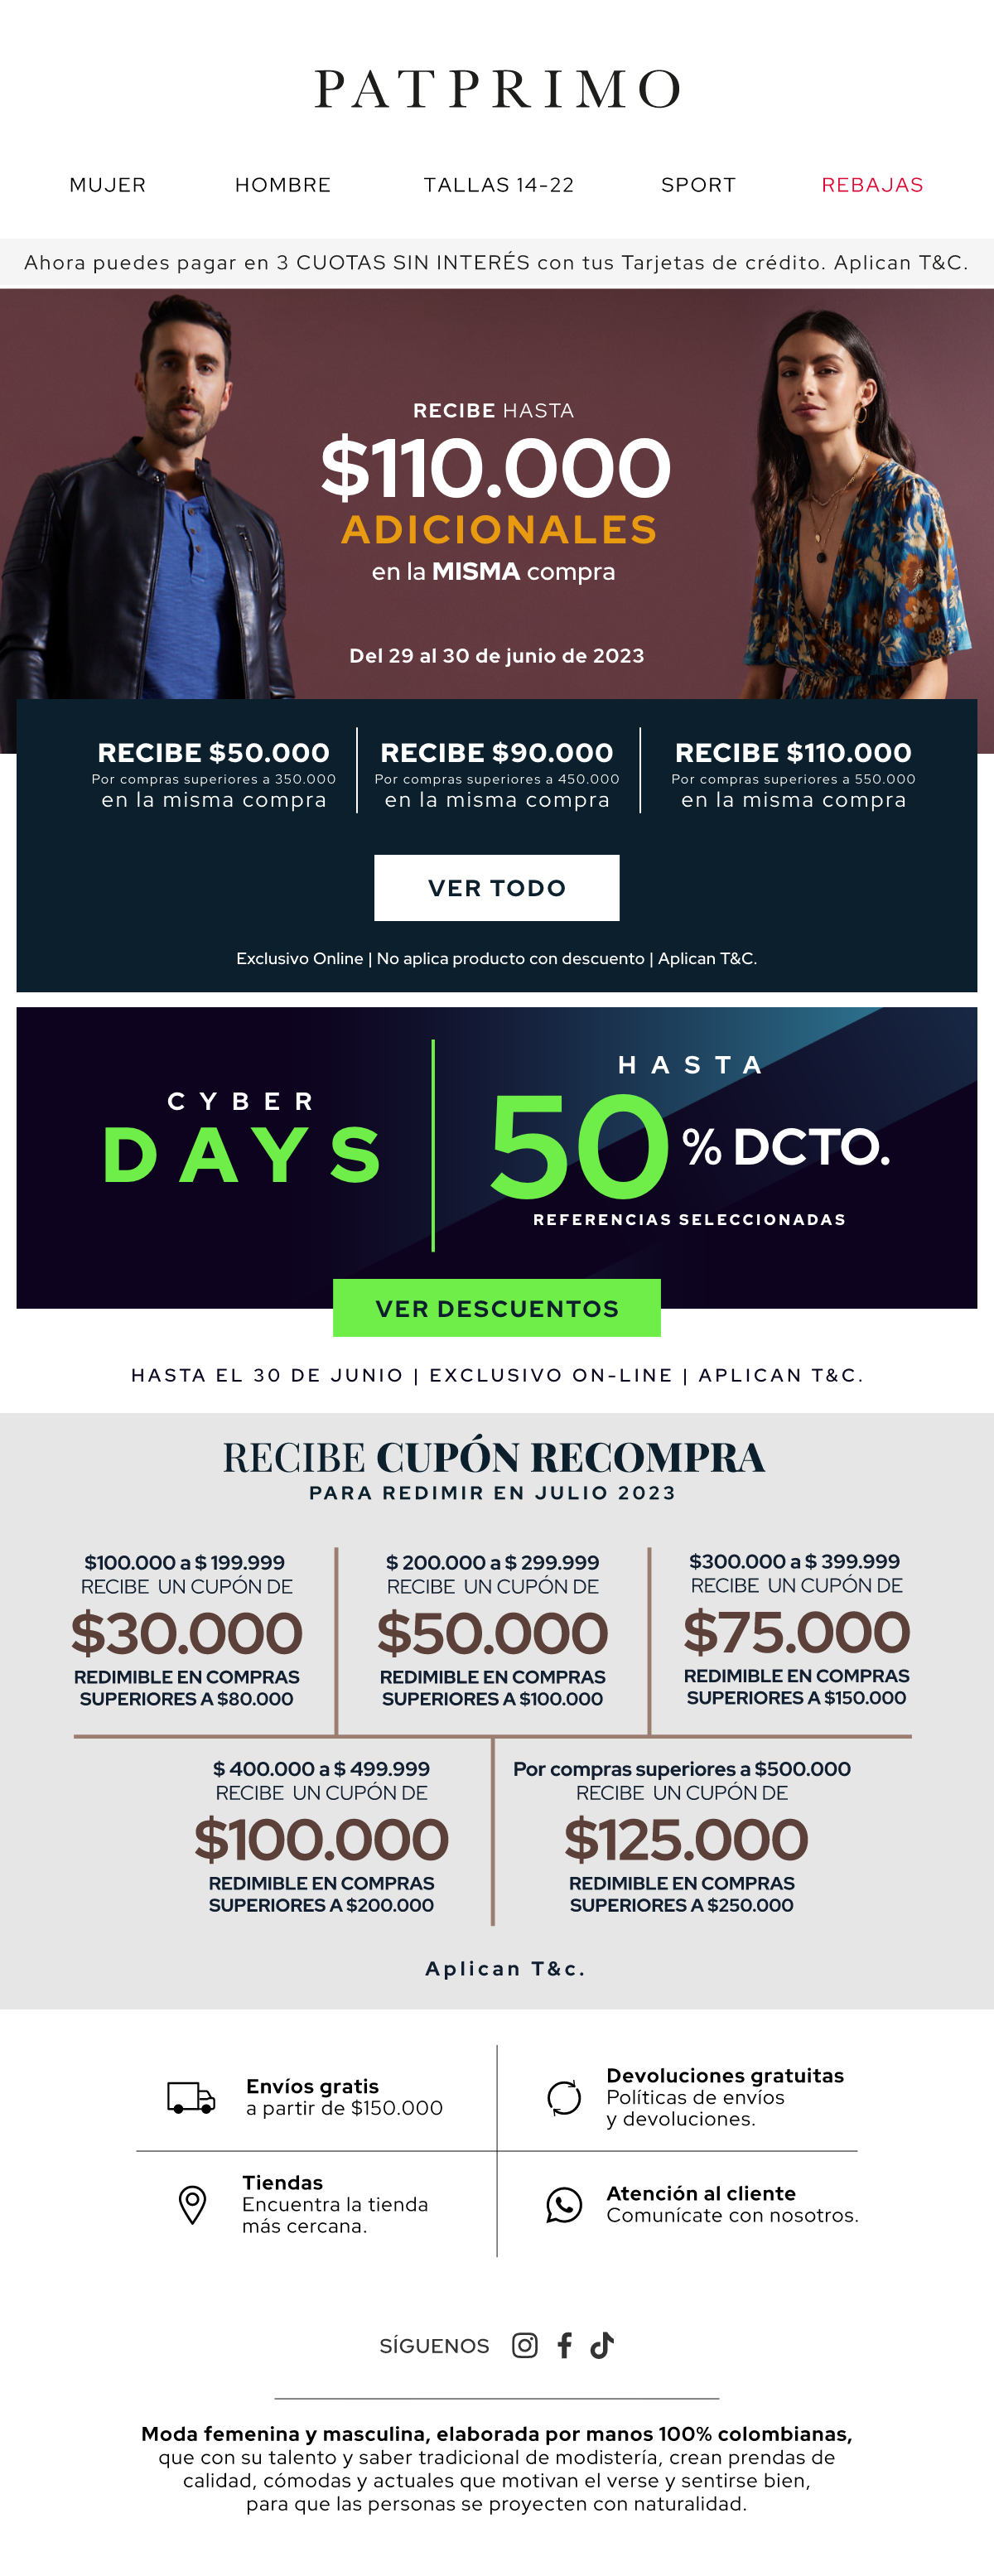 PATPRIMO
MUJER HOMBRE TALLAS 14-22 SPORT REBAJAS
Ahora puedes pagar en 3 CUOTAS SIN INTERÉS con tus Tarjetas de crédito. Aplican T&C.
RECIBE HASTA
$110.000
ADICIONALES
en la MISMA compra
Del 29 al 30 de junio de 2023
RECIBE $50.000
Por compras superiores a 350.000
en la misma compra
RECIBE $90.000
Por compras superiores a 450.000
en la misma compra
RECIBE $110.000
Por compras superiores a 550.000
en la misma compra
VER TODO
Exclusivo Online | No aplica producto con descuento | Aplican T&C.
CYBER
DAYS
HASTA
50 % DCTO.
REFERENCIAS SELECCIONADAS
VER DESCUENTOS
HASTA EL 30 DE JUNIO | EXCLUSIVO ON-LINE | APLICAN T&C.
RECIBE CUPÓN RECOMPRA
PARA REDIMIR EN JULIO 2023
$100.000 a $ 199.999
RECIBE UN CUPÓN DE
$30.000
REDIMIBLE EN COMPRAS
SUPERIORES A $80.000
$ 200.000 a $ 299.999
RECIBE UN CUPÓN DE
$50.000
REDIMIBLE EN COMPRAS
SUPERIORES A $100.000
$300.000 a $ 399.999
RECIBE UN CUPÓN DE
$75.000
REDIMIBLE EN COMPRAS
SUPERIORES A $150.000
$ 400.000 a $ 499.999
RECIBE UN CUPÓN DE
$100.000
REDIMIBLE EN COMPRAS
SUPERIORES A $200.000
Por compras superiores a $500.000
RECIBE UN CUPÓN DE
$125.000
REDIMIBLE EN COMPRAS
SUPERIORES A $250.000
Aplican T&c.
Envíos gratis
a partir de $150.000
Devoluciones gratuitas
Políticas de envíos
y devoluciones.
Tiendas
Encuentra la tienda
más cercana.
Atención al cliente
Comunícate con nosotros.
SÍGUENOS
Moda femenina y masculina, elaborada por manos 100% colombianas,
que con su talento y saber tradicional de modistería, crean prendas de
calidad, cómodas y actuales que motivan el verse y sentirse bien,
para que las personas se proyecten con naturalidad.